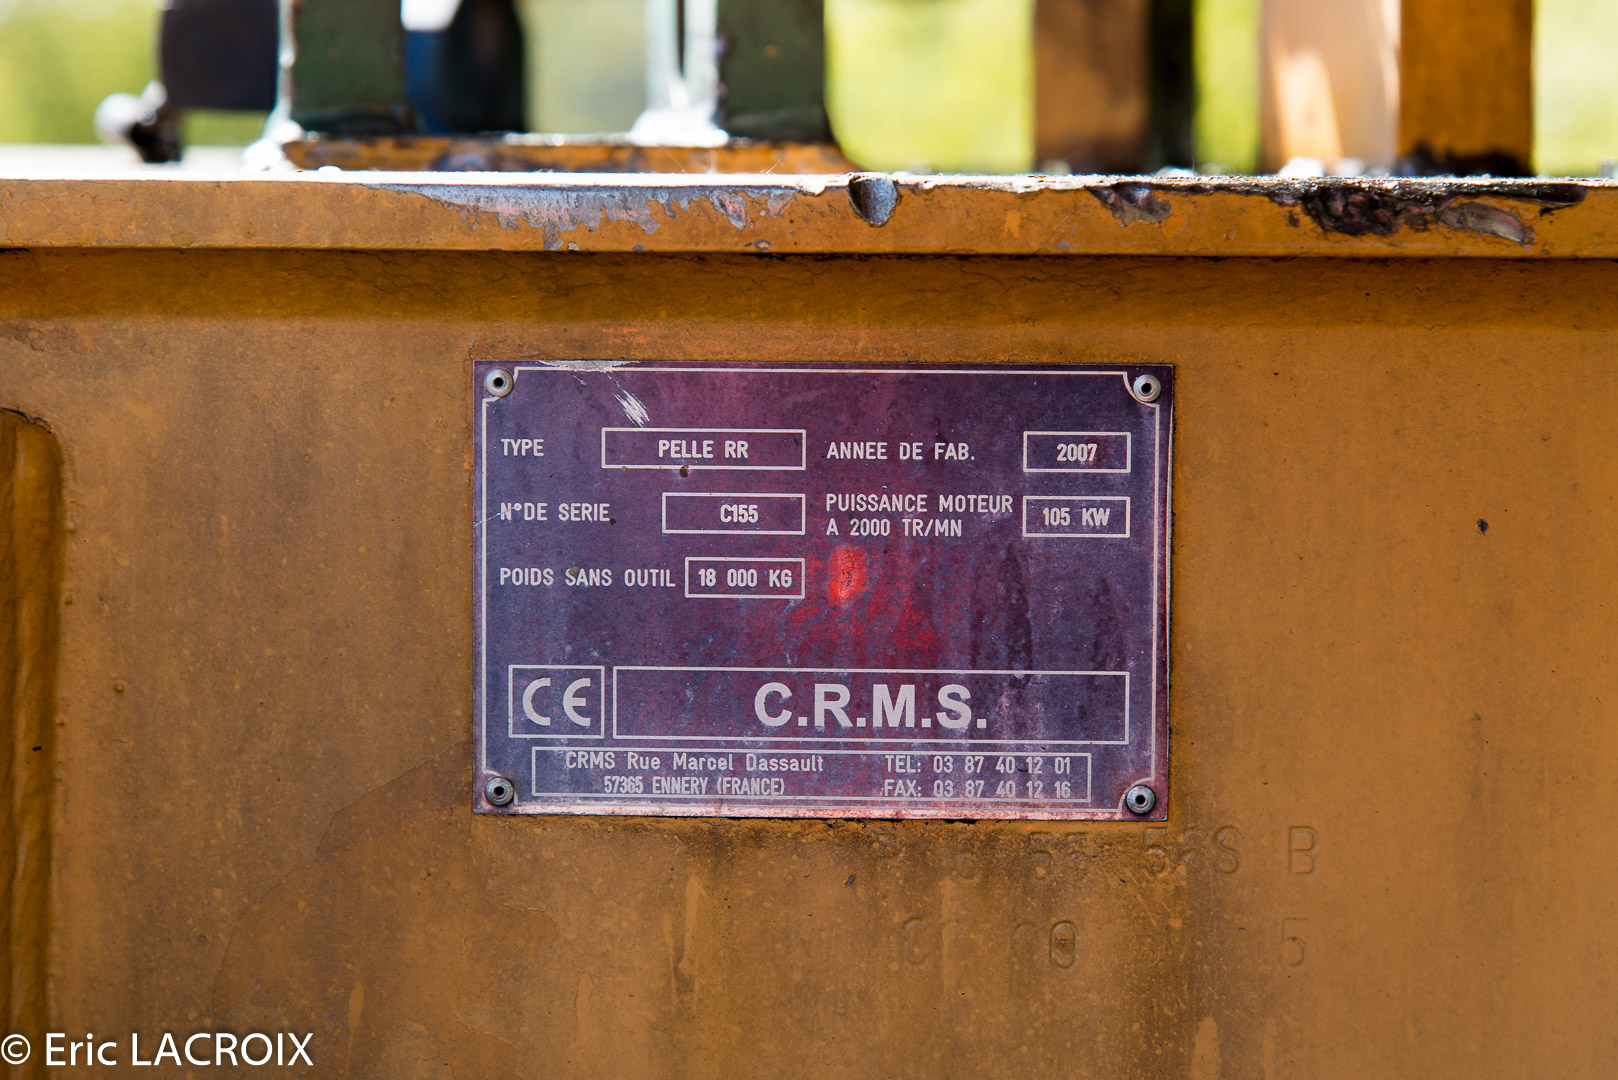 TYPE PELLE RR ANNEE DE FAB. 2007
N° DE SERIE C155 PUISSANCE MOTEUR
A 2000 TR/MN 105 KW
POIDS SANS OUTIL 18 000 KG
CE C.R.M.S.
CRMS Rue Marcel Dassault TEL: 03 87 40 12 01
57365 ENNERY (FRANCE) FAX: 03 87 40 12 16
56S B
5
© Eric LACROIX